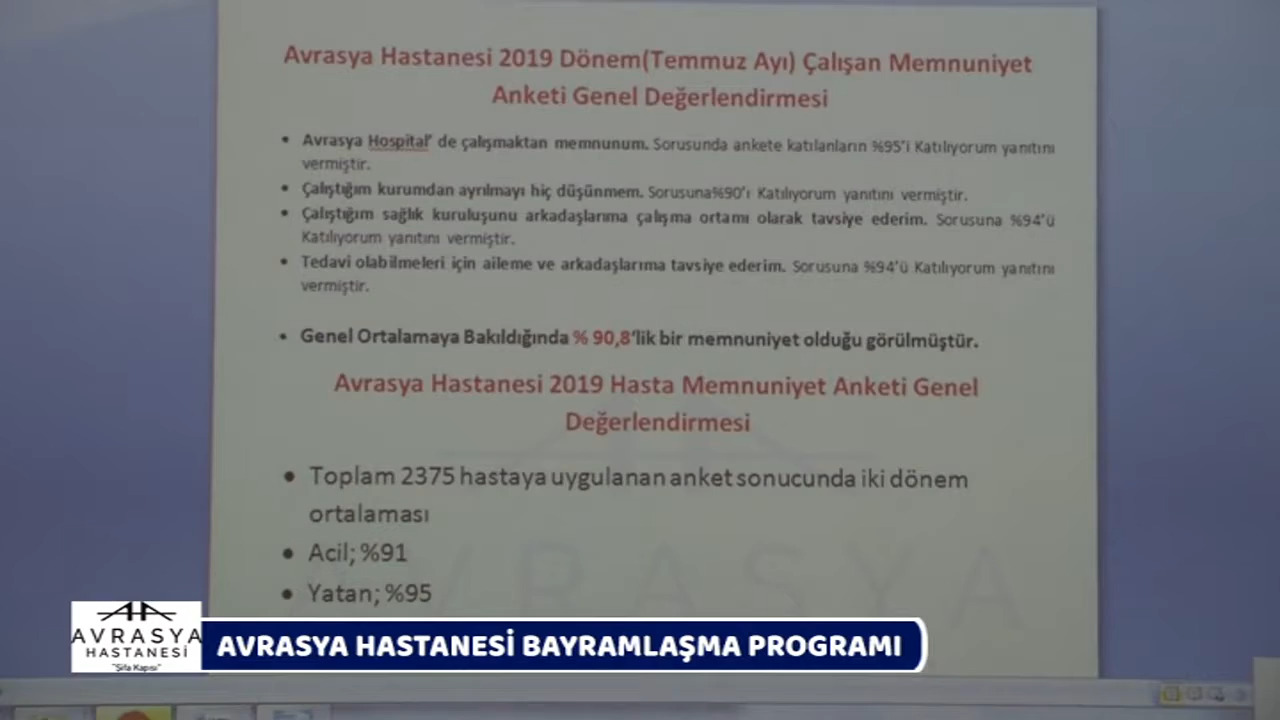 Avrasya Hastanesi 2019 Dönem(Temmuz Ayı) Çalışan Memnuniyet
Anketi Genel Değerlendirmesi
• Avrasya Hospital' de çalışmaktan memnunum. Sorusunda ankete katılanların %95'i Katılıyorum yanıtını
vermiştir.
• Çalıştığım kurumdan ayrılmayı hiç düşünmem. Sorusuna%90'ı Katılıyorum yanıtını vermiştir.
• Çalıştığım sağlık kuruluşunu arkadaşlarıma çalışma ortamı olarak tavsiye ederim. Sorusuna %94'ü
Katılıyorum yanıtını vermiştir.
• Tedavi olabilmeleri için aileme ve arkadaşlarıma tavsiye ederim. Sorusuna %94'ü Katılıyorum yanıtını
vermiştir.
• Genel Ortalamaya Bakıldığında % 90,8'lik bir memnuniyet olduğu görülmüştür.
Avrasya Hastanesi 2019 Hasta Memnuniyet Anketi Genel
Değerlendirmesi
• Toplam 2375 hastaya uygulanan anket sonucunda iki dönem
ortalaması
• Acil; %91
• Yatan; %95
AVRASYA
AVRASYA
HASTANESİ
"Şifa Kapısı"
AVRASYA HASTANESİ BAYRAMLAŞMA PROGRAMI